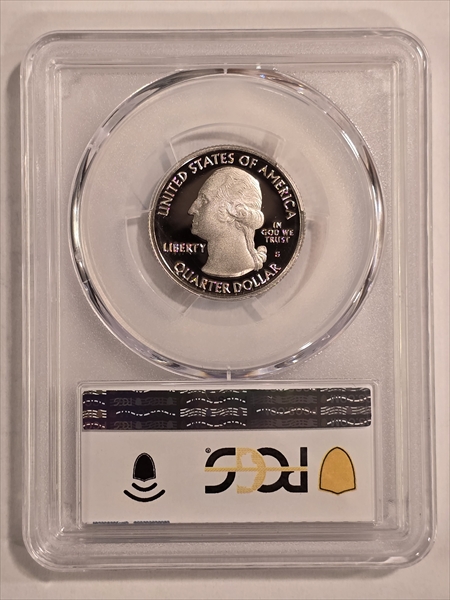 UNITED STATES OF AMERICA
LIBERTY
IN
GOD WE
TRUST
S
QUARTER DOLLAR
PCGS